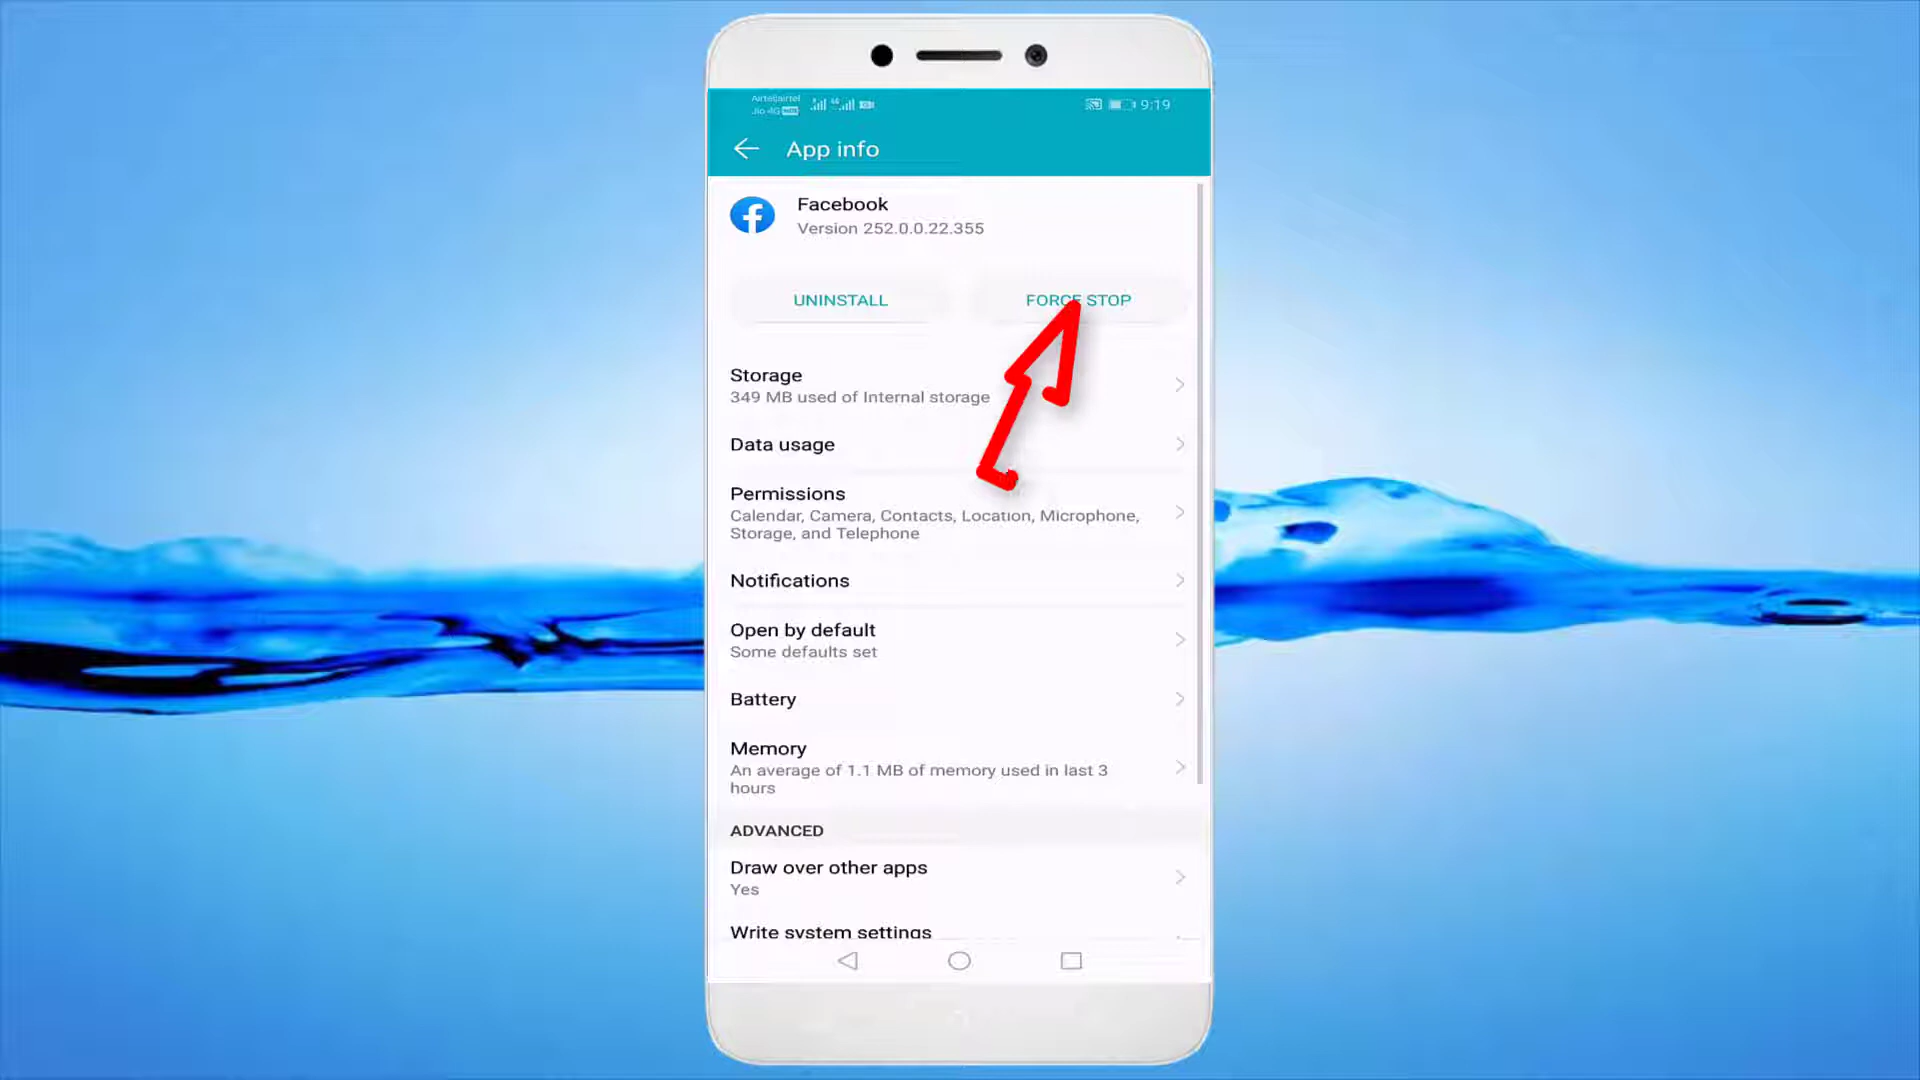 Airtel|airtel
Jio 4G
9:19
App info
Facebook
Version 252.0.0.22.355
UNINSTALL
FORCE STOP
Storage
349 MB used of Internal storage
Data usage
Permissions
Calendar, Camera, Contacts, Location, Microphone,
Storage, and Telephone
Notifications
Open by default
Some defaults set
Battery
Memory
An average of 1.1 MB of memory used in last 3
hours
ADVANCED
Draw over other apps
Yes
Write system settings